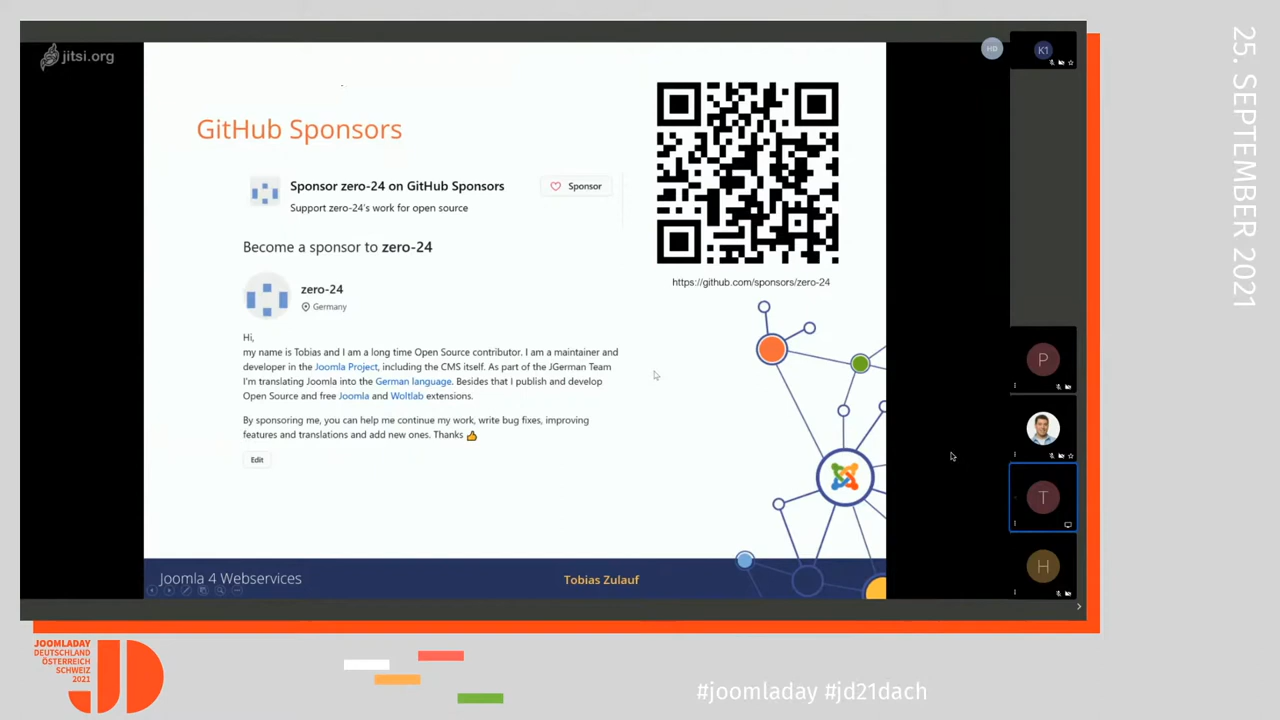 jitsi.org
HD
K1
25. SEPTEMBER 2021
GitHub Sponsors
Sponsor zero-24 on GitHub Sponsors
Sponsor
Support zero-24's work for open source
Become a sponsor to zero-24
zero-24
Germany
https://github.com/sponsors/zero-24
Hi,
my name is Tobias and I am a long time Open Source contributor. I am a maintainer and
developer in the Joomla Project, including the CMS itself. As part of the JGerman Team
I'm translating Joomla into the German language. Besides that I publish and develop
Open Source and free Joomla and Woltlab extensions.
By sponsoring me, you can help me continue my work, write bug fixes, improving
features and translations and add new ones. Thanks 👍
Edit
P
T
H
Joomla 4 Webservices
Tobias Zulauf
JOOMLADAY
DEUTSCHLAND
ÖSTERREICH
SCHWEIZ
2021
JD
#joomladay #jd21dach